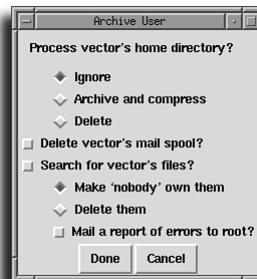 Archive User
Process vector's home directory?
Ignore
Archive and compress
Delete
Delete vector's mail spool?
Search for vector's files?
Make 'nobody' own them
Delete them
Mail a report of errors to root?
Done Cancel